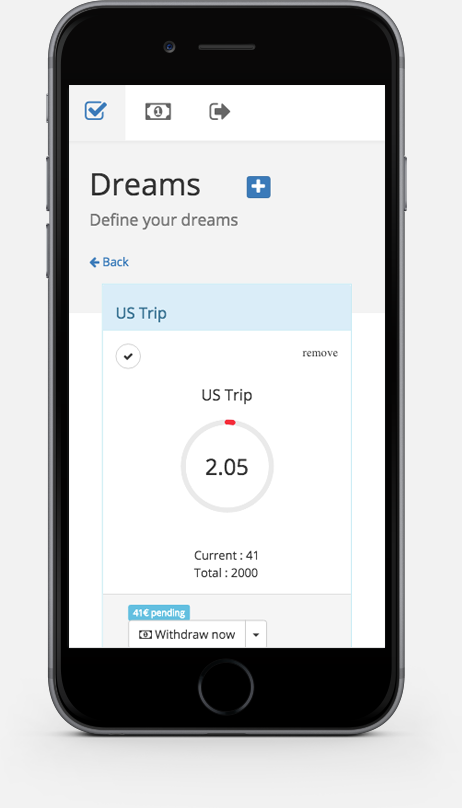 Dreams
Define your dreams
Back
US Trip
remove
US Trip
2.05
Current : 41
Total : 2000
41€ pending
Withdraw now